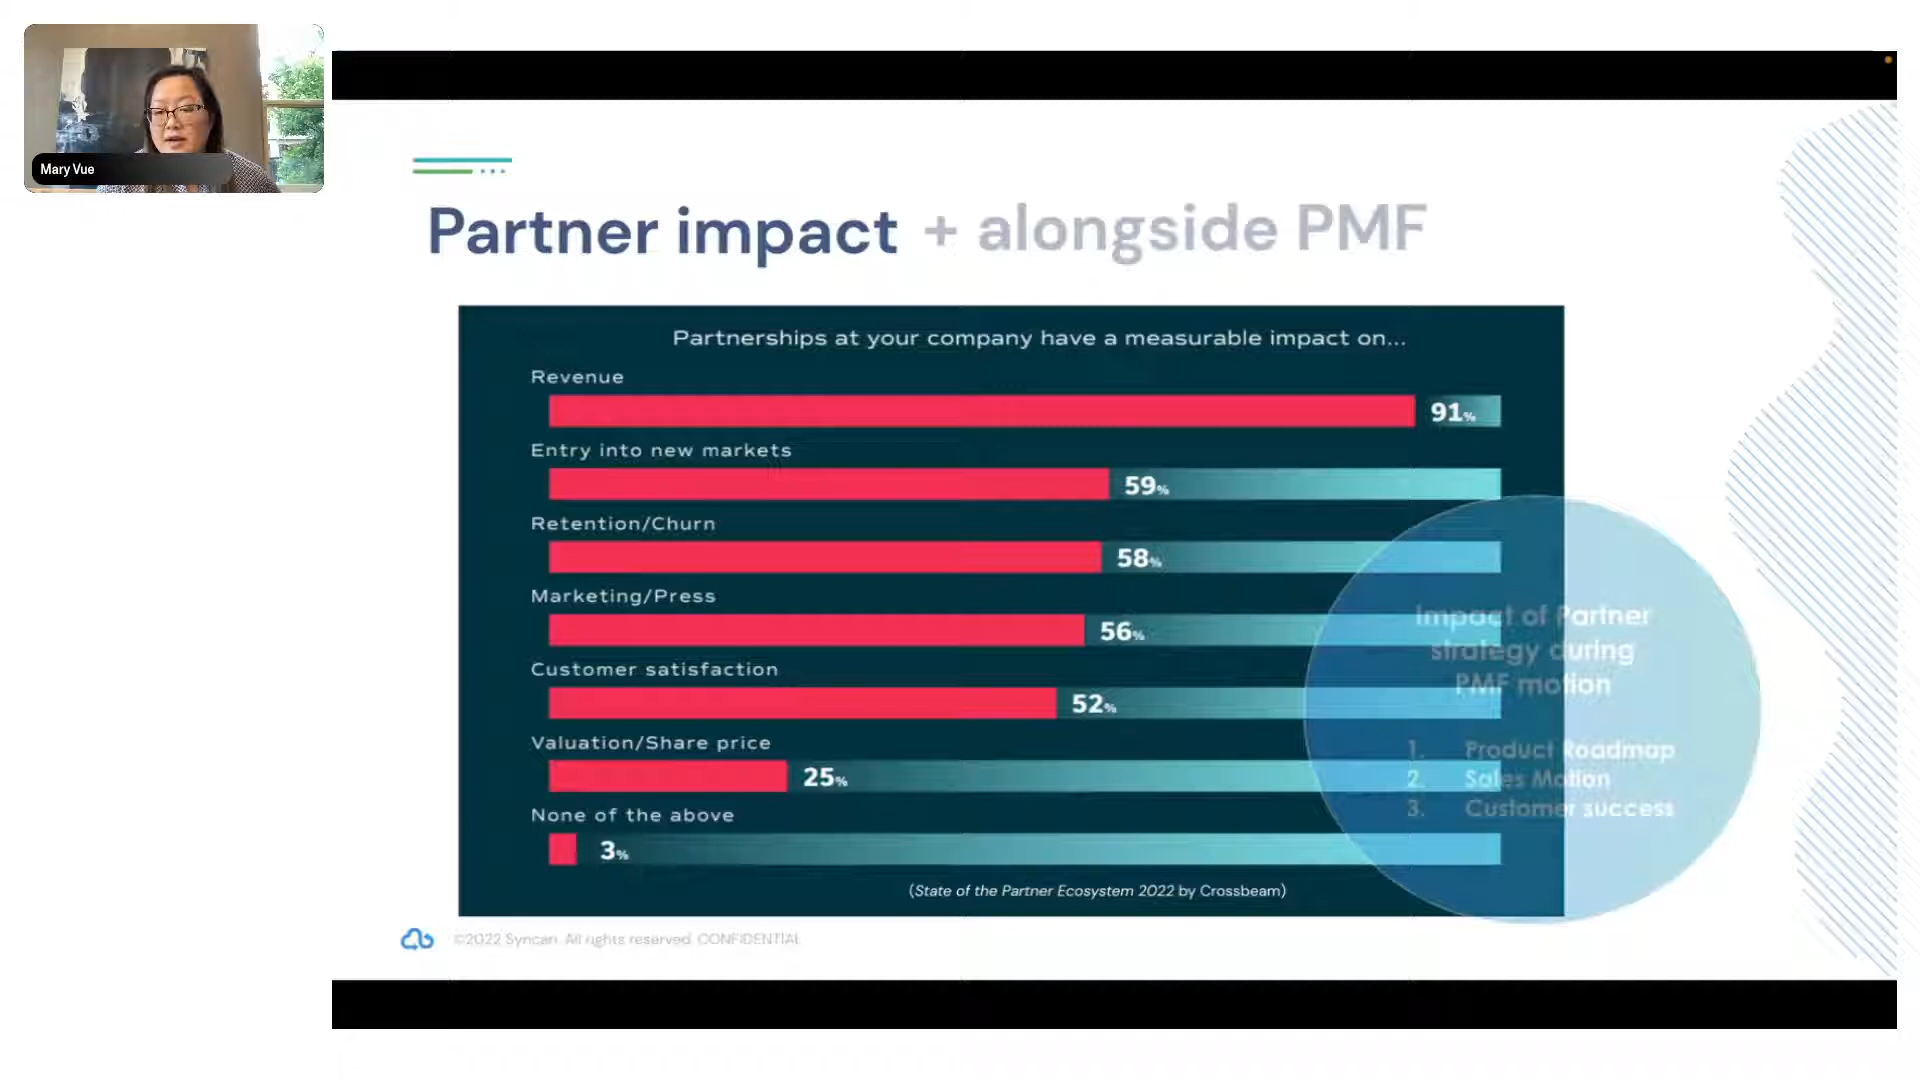 Mary Vue
Partner impact + alongside PMF
Partnerships at your company have a measurable impact on...
Revenue
91%
Entry into new markets
59%
Retention/Churn
58%
Marketing/Press
56%
Customer satisfaction
52%
Valuation/Share price
25%
None of the above
3%
(State of the Partner Ecosystem 2022 by Crossbeam)
Impact of Partner
strategy during
PMF motion
1. Product Roadmap
2. Sales Motion
3. Customer success
©2022 Syncari. All rights reserved. CONFIDENTIAL